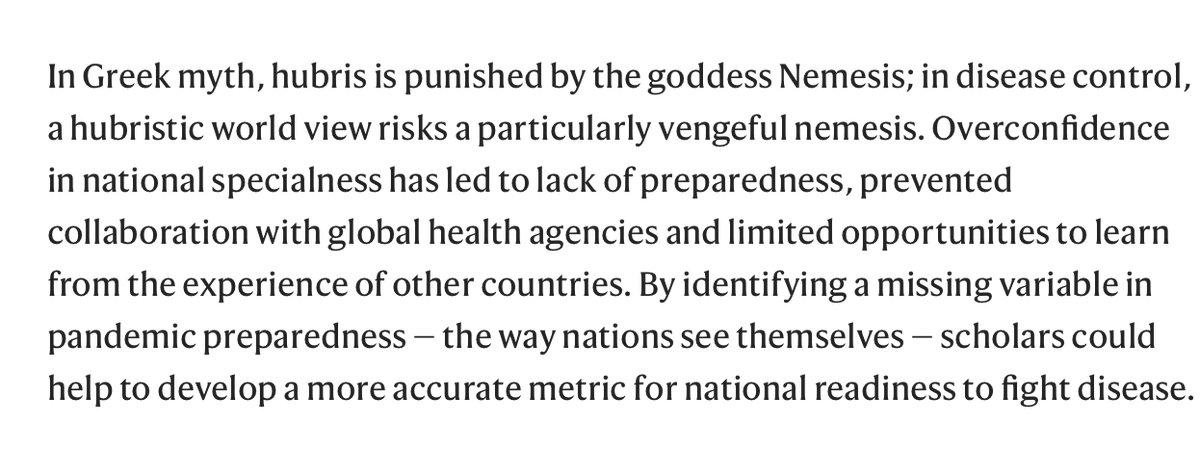 In Greek myth, hubris is punished by the goddess Nemesis; in disease control,
a hubristic world view risks a particularly vengeful nemesis. Overconfidence
in national specialness has led to lack of preparedness, prevented
collaboration with global health agencies and limited opportunities to learn
from the experience of other countries. By identifying a missing variable in
pandemic preparedness — the way nations see themselves — scholars could
help to develop a more accurate metric for national readiness to fight disease.